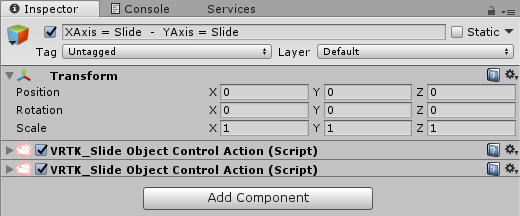 Inspector Console Services
XAxis = Slide - YAxis = Slide Static
Tag Untagged Layer Default
Transform
Position X 0 Y 0 Z 0
Rotation X 0 Y 0 Z 0
Scale X 1 Y 1 Z 1
VRTK_Slide Object Control Action (Script)
VRTK_Slide Object Control Action (Script)
Add Component